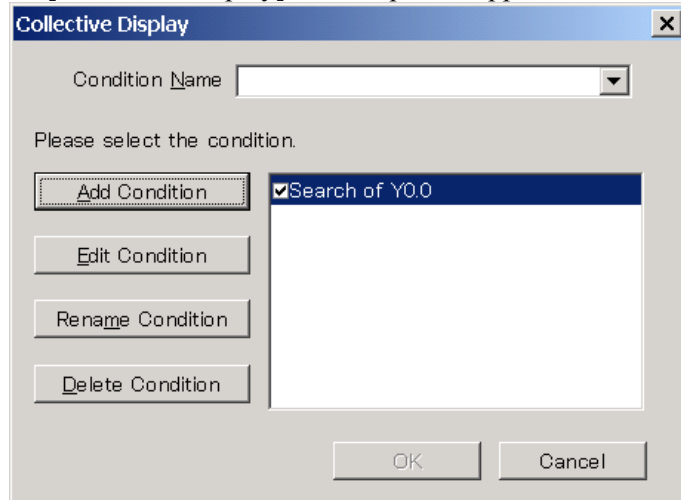 Collective Display
Condition Name
Please select the condition.
Add Condition
Search of Y0.0
Edit Condition
Rename Condition
Delete Condition
OK
Cancel